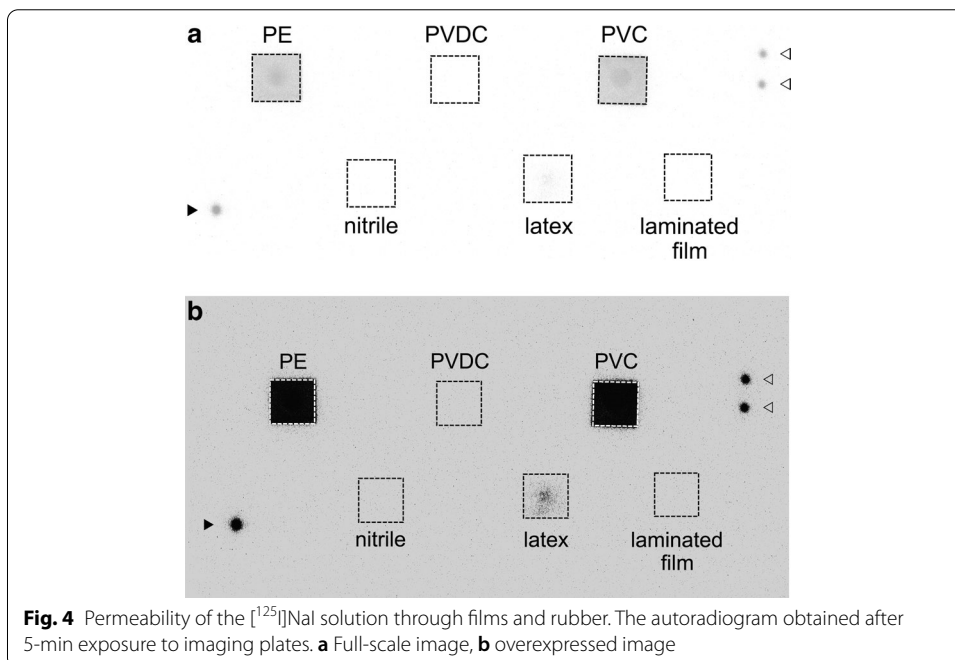 a
PE PVDC PVC
nitrile latex laminated
film
b
PE PVDC PVC
nitrile latex laminated
film
Fig. 4 Permeability of the [¹²⁵I]NaI solution through films and rubber. The autoradiogram obtained after
5-min exposure to imaging plates. a Full-scale image, b overexpressed image